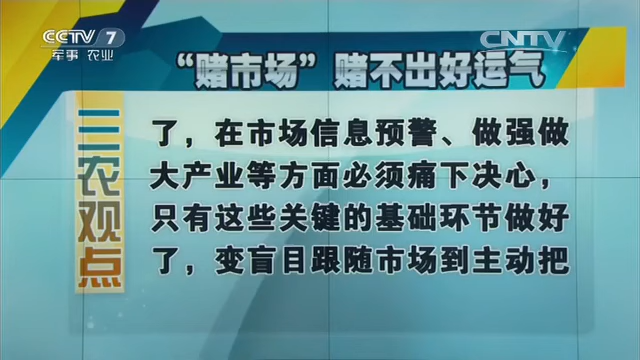 CCTV 7
军事 农业
CNTV
“赌市场”赌不出好运气
三农观点
了，在市场信息预警、做强做
大产业等方面必须痛下决心，
只有这些关键的基础环节做好
了，变盲目跟随市场到主动把